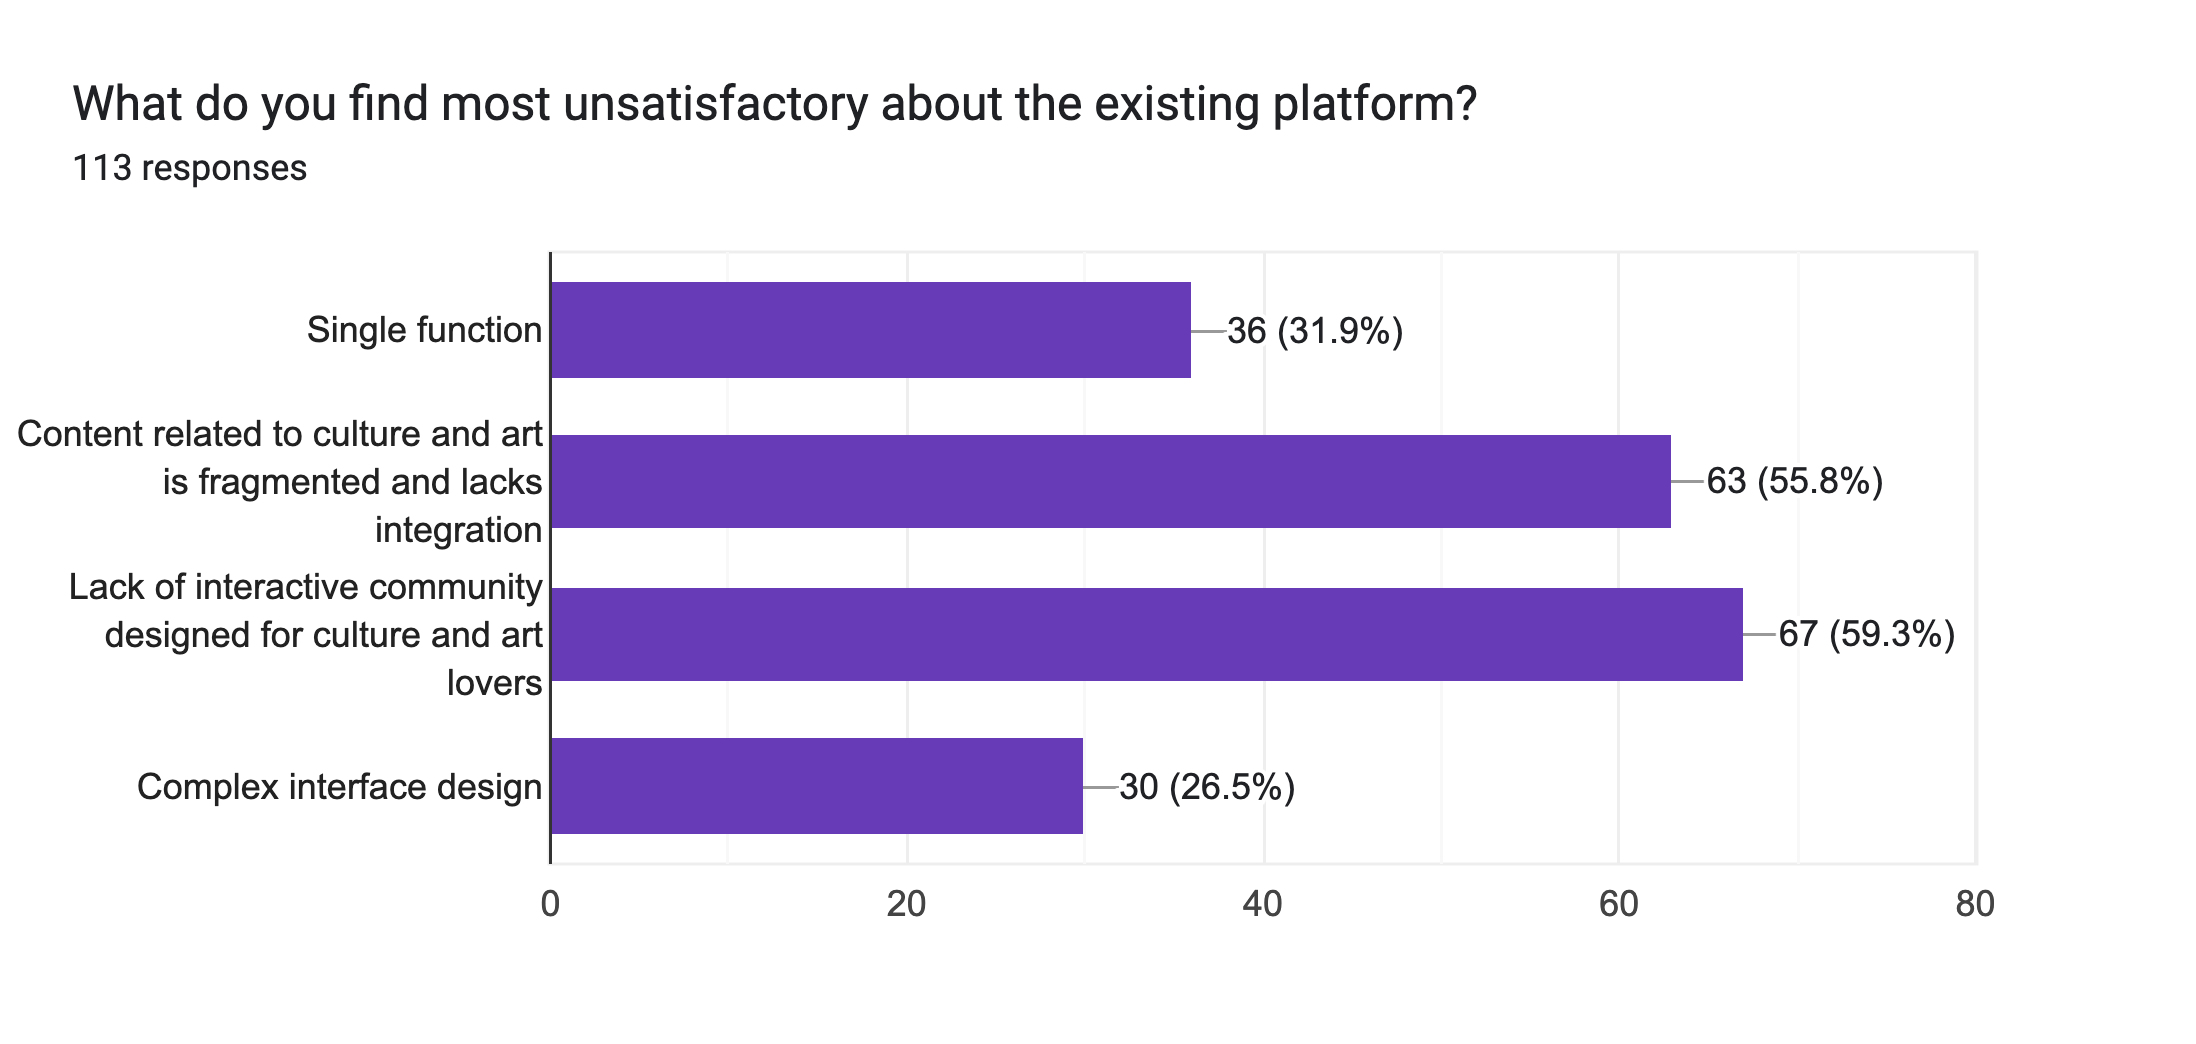 What do you find most unsatisfactory about the existing platform?
113 responses
Single function
36 (31.9%)
Content related to culture and art
is fragmented and lacks
integration
63 (55.8%)
Lack of interactive community
designed for culture and art
lovers
67 (59.3%)
Complex interface design
30 (26.5%)
0 20 40 60 80